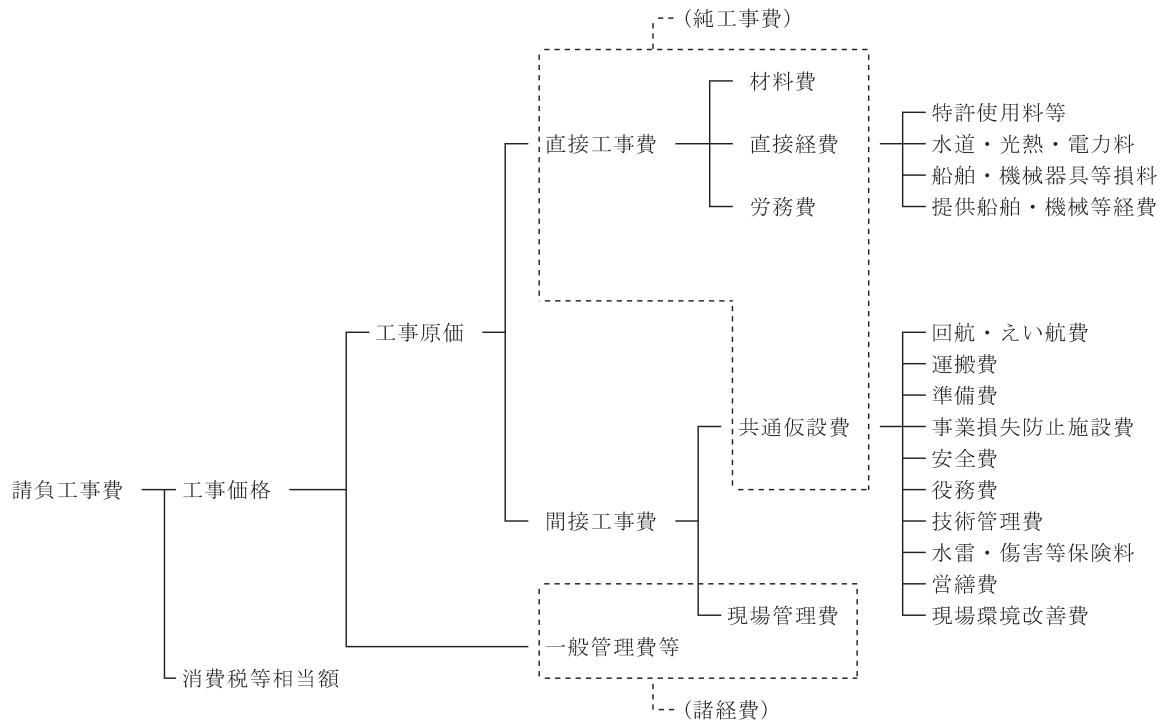 (純工事費)
材料費
特許使用料等
直接工事費
直接経費
水道・光熱・電力料
船舶・機械器具等損料
労務費
提供船舶・機械等経費
工事原価
回航・えい航費
運搬費
準備費
共通仮設費
事業損失防止施設費
安全費
請負工事費
工事価格
役務費
間接工事費
技術管理費
水雷・傷害等保険料
営繕費
現場管理費
現場環境改善費
一般管理費等
消費税等相当額
(諸経費)